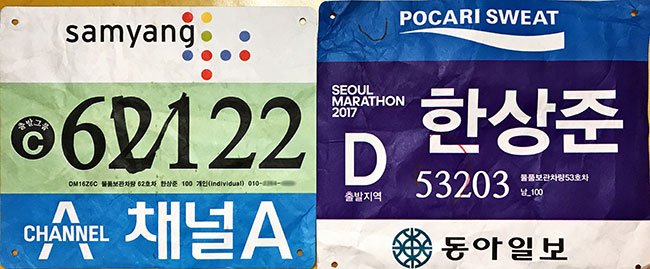 samyang
출발그룹
C 62122
DM16Z6C 물품보관차량 62호차 한상준 100 개인(individual) 010-
CHANNEL A 채널A
POCARI SWEAT
SEOUL
MARATHON
2017
한상준
D
출발지역
53203
물품보관차량53호차
남_100
동아일보